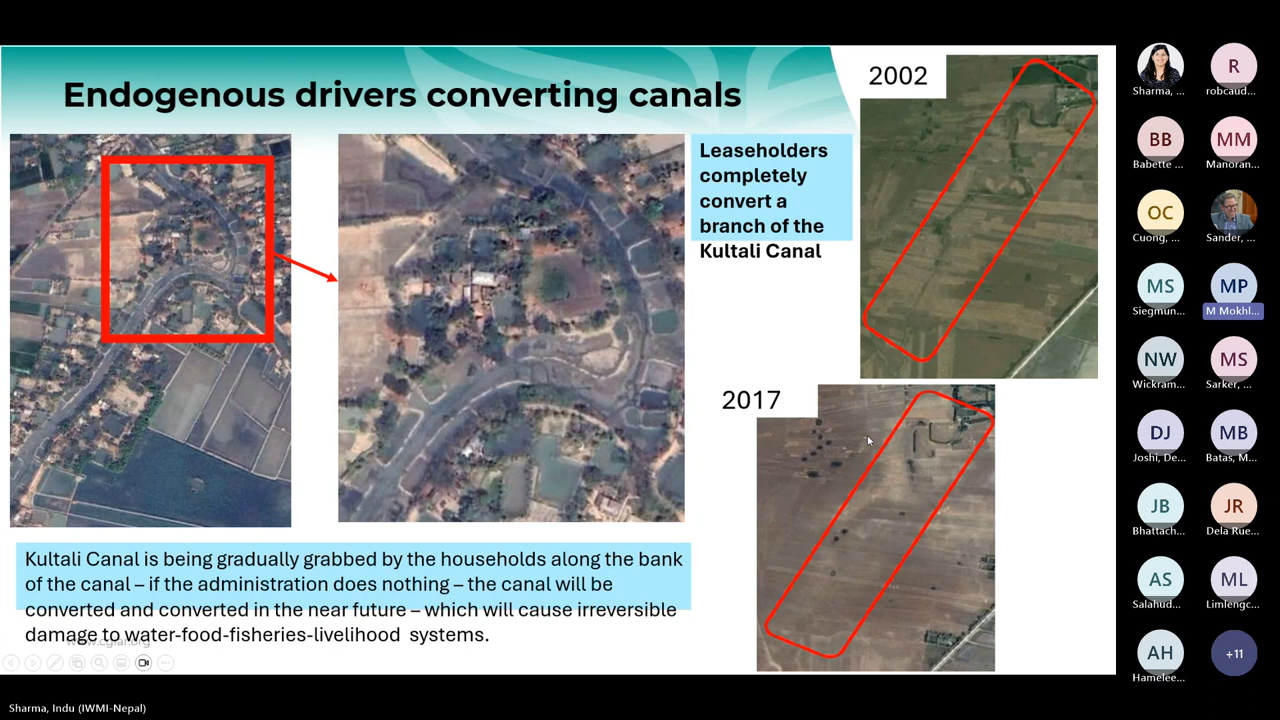 Endogenous drivers converting canals
2002
Leaseholders
completely
convert a
branch of the
Kultali Canal
2017
Kultali Canal is being gradually grabbed by the households along the bank
of the canal – if the administration does nothing – the canal will be
converted and converted in the near future – which will cause irreversible
damage to water-food-fisheries-livelihood systems.
www.cgiar.org
Sharma, Indu (IWMI-Nepal)
R
Sharma, ...
robcaud...
BB
MM
Babette ...
Manoran...
OC
Cuong, ...
Sander, ...
MS
MP
Siegmun...
M Mokhl...
NW
MS
Wickram...
Sarker, ...
DJ
MB
Joshi, De...
Batas, M...
JB
JR
Bhattach...
Dela Rue...
AS
ML
Salahud...
Limlengc...
AH
+11
Hamelee...